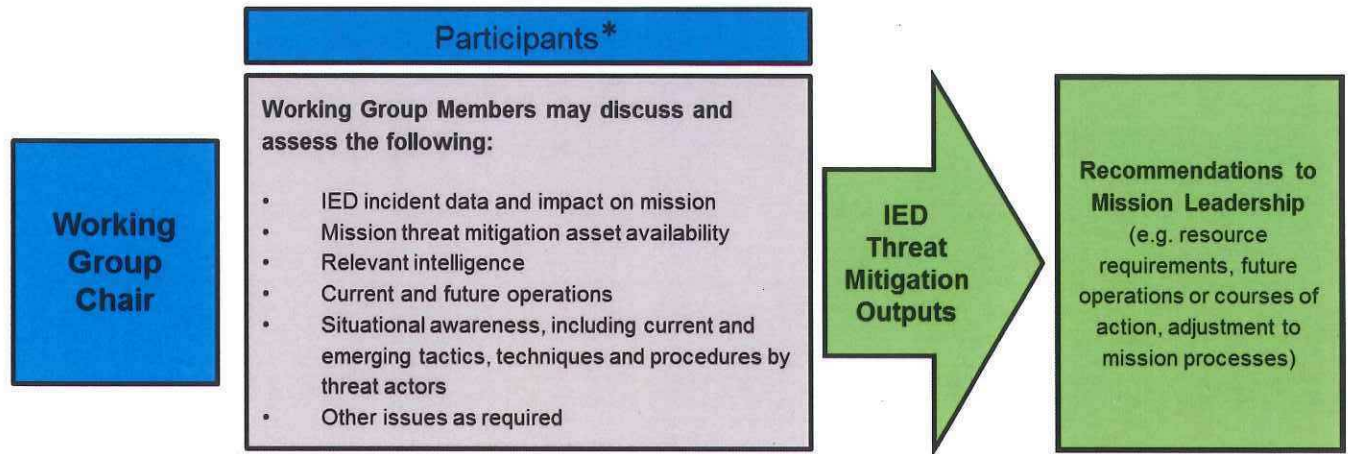 Participants*
Working
Group
Chair
Working Group Members may discuss and
assess the following:
• IED incident data and impact on mission
• Mission threat mitigation asset availability
• Relevant intelligence
• Current and future operations
• Situational awareness, including current and
emerging tactics, techniques and procedures by
threat actors
• Other issues as required
IED
Threat
Mitigation
Outputs
Recommendations to
Mission Leadership
(e.g. resource
requirements, future
operations or courses of
action, adjustment to
mission processes)